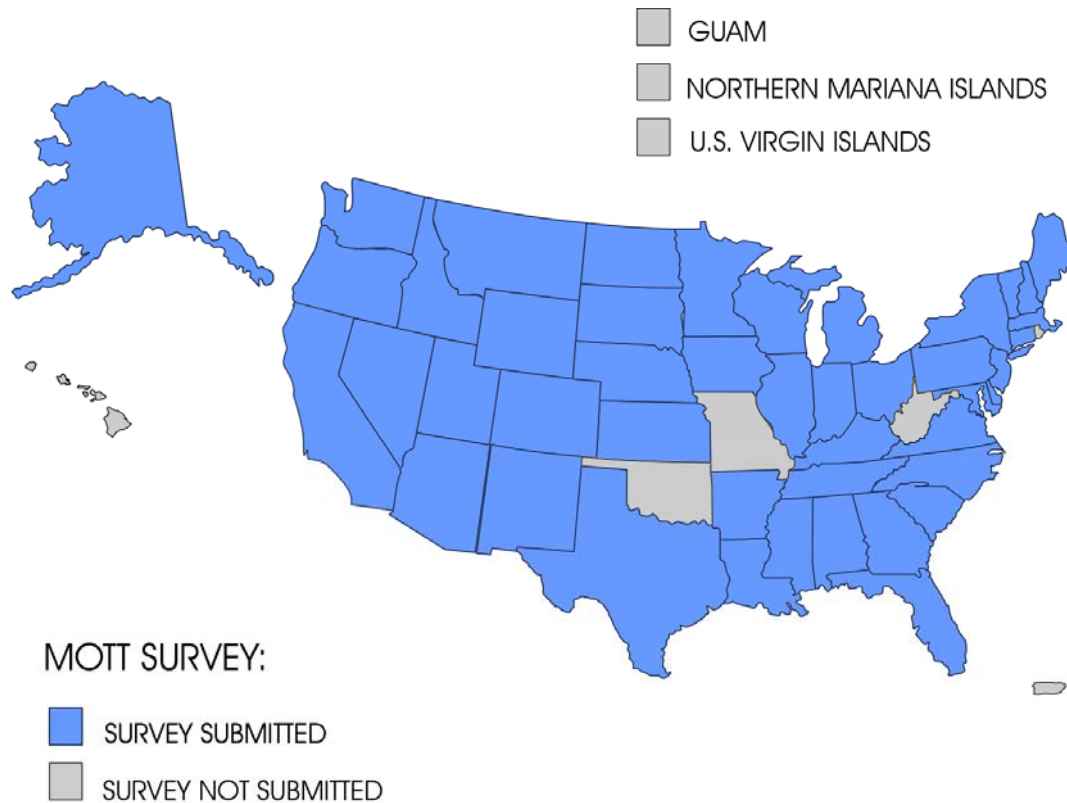 GUAM
NORTHERN MARIANA ISLANDS
U.S. VIRGIN ISLANDS
MOTT SURVEY:
SURVEY SUBMITTED
SURVEY NOT SUBMITTED